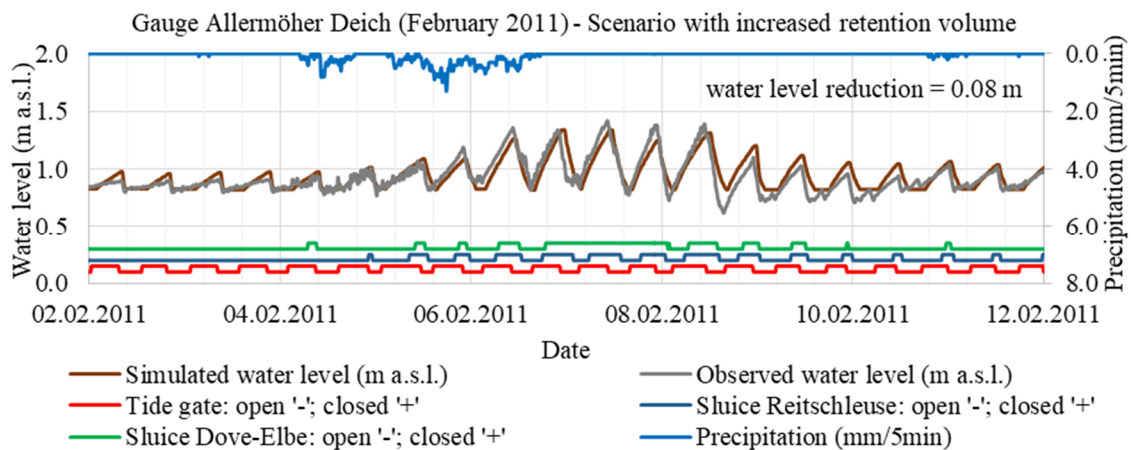 Gauge Allermöher Deich (February 2011) - Scenario with increased retention volume
Water level (m a.s.l.)
2.0
1.5
1.0
0.5
0.0
water level reduction = 0.08 m
0.0
2.0
4.0
6.0
8.0
Precipitation (mm/5min)
02.02.2011 04.02.2011 06.02.2011 08.02.2011 10.02.2011 12.02.2011
Date
Simulated water level (m a.s.l.) Observed water level (m a.s.l.)
Tide gate: open '-'; closed '+' Sluice Reitschleuse: open '-'; closed '+'
Sluice Dove-Elbe: open '-'; closed '+' Precipitation (mm/5min)